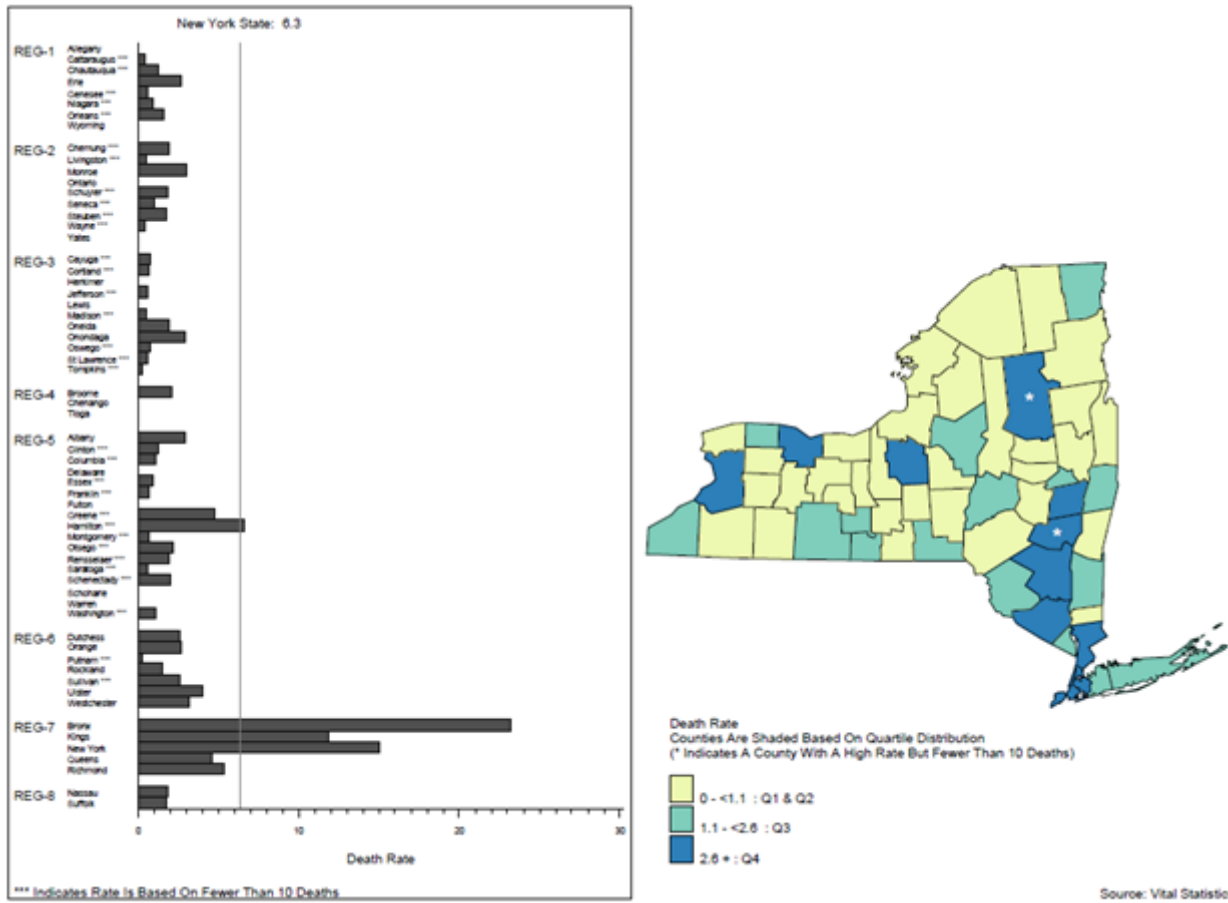 New York State: 6.3
REG-1
Allegany
Cattaraugus ***
Chautauqua ***
Erie
Genesee ***
Niagara ***
Orleans ***
Wyoming
REG-2
Chemung ***
Livingston ***
Monroe
Ontario
Schuyler ***
Seneca ***
Steuben ***
Wayne ***
Yates
REG-3
Cayuga ***
Cortland ***
Herkimer
Jefferson ***
Lewis
Madison ***
Oneida
Onondaga
Oswego ***
St Lawrence ***
Tompkins ***
REG-4
Broome
Chenango
Tioga
REG-5
Albany
Clinton ***
Columbia ***
Delaware
Essex ***
Franklin ***
Fulton
Greene ***
Hamilton ***
Montgomery ***
Otsego ***
Rensselaer ***
Saratoga ***
Schenectady ***
Schoharie
Warren
Washington ***
REG-6
Dutchess
Orange
Putnam ***
Rockland
Sullivan ***
Ulster
Westchester
REG-7
Bronx
Kings
New York
Queens
Richmond
REG-8
Nassau
Suffolk
0 10 20 30
Death Rate
*** Indicates Rate Is Based On Fewer Than 10 Deaths
*
*
Death Rate
Counties Are Shaded Based On Quartile Distribution
(* Indicates A County With A High Rate But Fewer Than 10 Deaths)
0 - <1.1 : Q1 & Q2
1.1 - <2.6 : Q3
2.6 + : Q4
Source: Vital Statistic